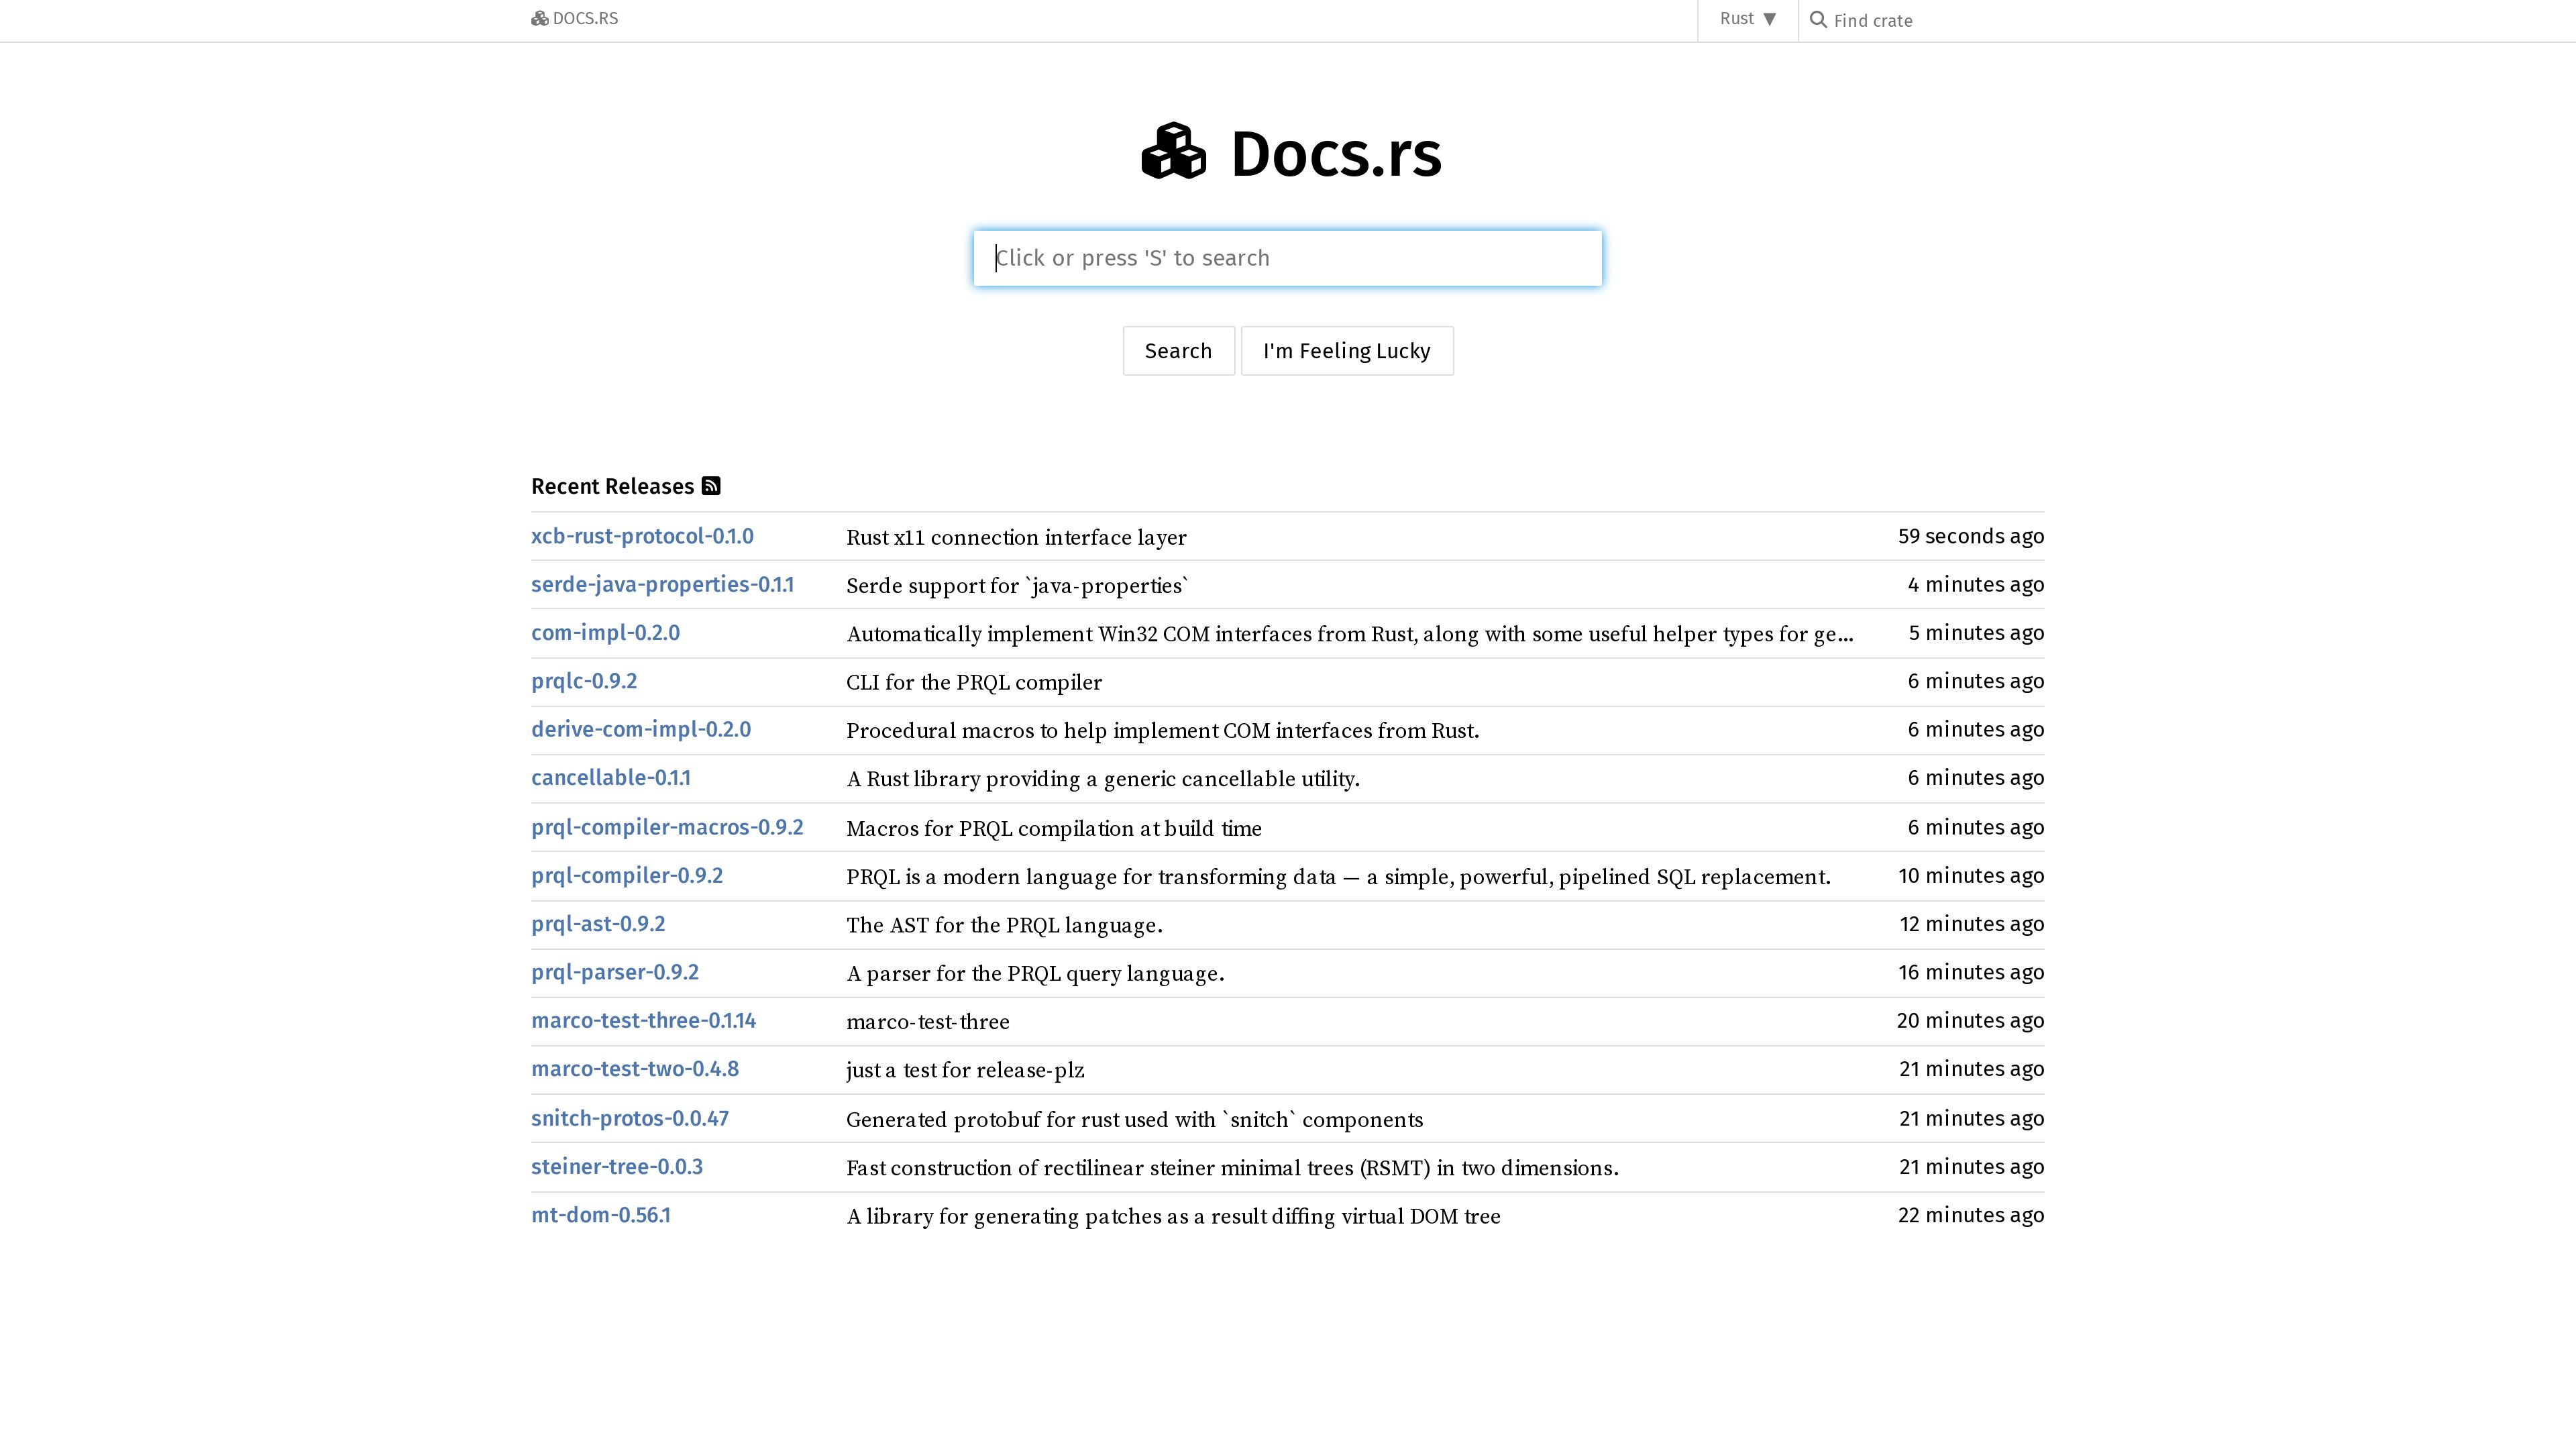 DOCS.RS
Rust ▼
Find crate
Docs.rs
Click or press 'S' to search
Search
I'm Feeling Lucky
Recent Releases
xcb-rust-protocol-0.1.0 Rust x11 connection interface layer 59 seconds ago
serde-java-properties-0.1.1 Serde support for `java-properties` 4 minutes ago
com-impl-0.2.0 Automatically implement Win32 COM interfaces from Rust, along with some useful helper types for ge... 5 minutes ago
prqlc-0.9.2 CLI for the PRQL compiler 6 minutes ago
derive-com-impl-0.2.0 Procedural macros to help implement COM interfaces from Rust. 6 minutes ago
cancellable-0.1.1 A Rust library providing a generic cancellable utility. 6 minutes ago
prql-compiler-macros-0.9.2 Macros for PRQL compilation at build time 6 minutes ago
prql-compiler-0.9.2 PRQL is a modern language for transforming data — a simple, powerful, pipelined SQL replacement. 10 minutes ago
prql-ast-0.9.2 The AST for the PRQL language. 12 minutes ago
prql-parser-0.9.2 A parser for the PRQL query language. 16 minutes ago
marco-test-three-0.1.14 marco-test-three 20 minutes ago
marco-test-two-0.4.8 just a test for release-plz 21 minutes ago
snitch-protos-0.0.47 Generated protobuf for rust used with `snitch` components 21 minutes ago
steiner-tree-0.0.3 Fast construction of rectilinear steiner minimal trees (RSMT) in two dimensions. 21 minutes ago
mt-dom-0.56.1 A library for generating patches as a result diffing virtual DOM tree 22 minutes ago